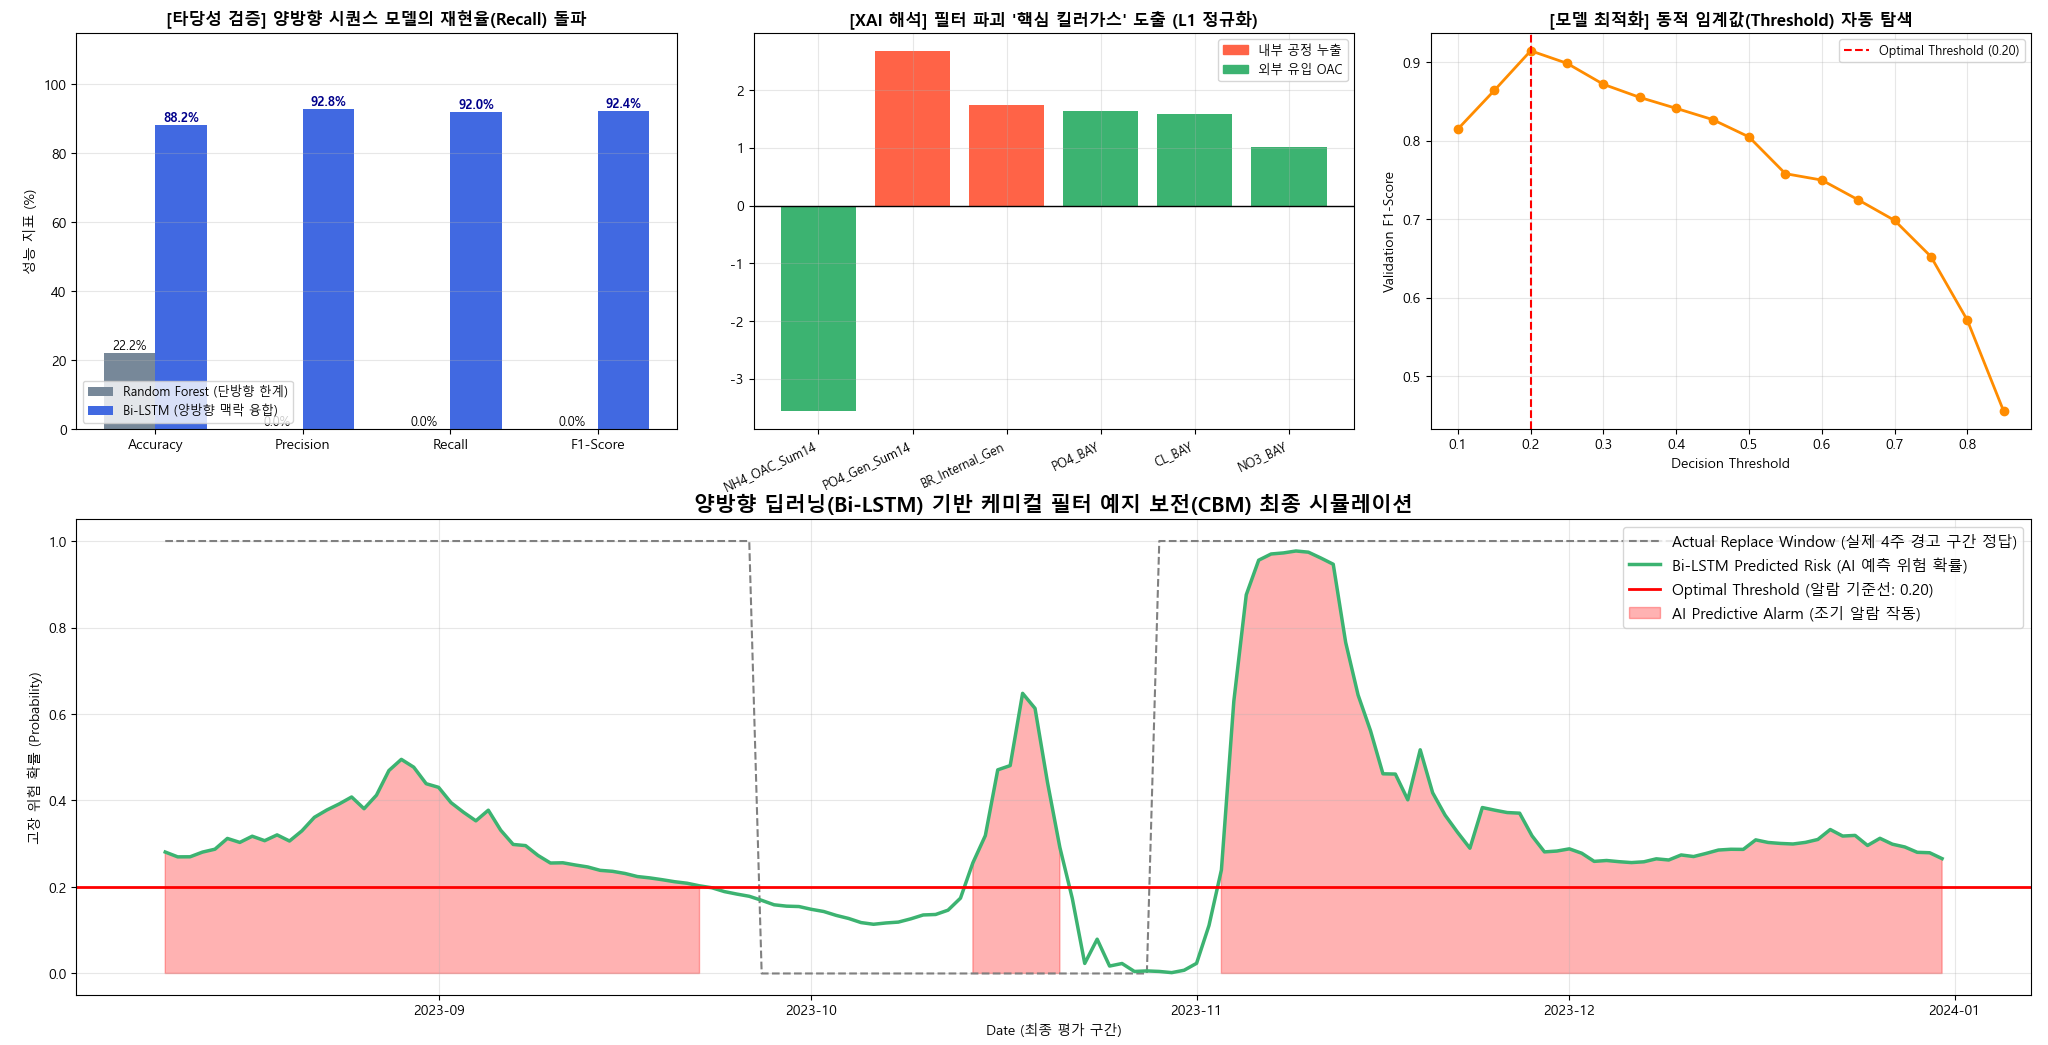 [타당성 검증] 양방향 시퀀스 모델의 재현율(Recall) 돌파
성능 지표 (%)
100
80
60
40
20
0
22.2%
88.2%
0.0%
92.8%
0.0%
92.0%
0.0%
92.4%
Random Forest (단방향 한계)
Bi-LSTM (양방향 맥락 융합)
Accuracy
Precision
Recall
F1-Score
[XAI 해석] 필터 파괴 '핵심 킬러가스' 도출 (L1 정규화)
내부 공정 누출
외부 유입 OAC
2
1
0
-1
-2
-3
NH4_OAC_Sum14
PO4_Gen_Sum14
BR_Internal_Gen
PO4_BAY
CL_BAY
NO3_BAY
[모델 최적화] 동적 임계값(Threshold) 자동 탐색
Optimal Threshold (0.20)
Validation F1-Score
0.9
0.8
0.7
0.6
0.5
0.1
0.2
0.3
0.4
0.5
0.6
0.7
0.8
Decision Threshold
양방향 딥러닝(Bi-LSTM) 기반 케미컬 필터 예지 보전(CBM) 최종 시뮬레이션
고장 위험 확률 (Probability)
1.0
0.8
0.6
0.4
0.2
0.0
Actual Replace Window (실제 4주 경고 구간 정답)
Bi-LSTM Predicted Risk (AI 예측 위험 확률)
Optimal Threshold (알람 기준선: 0.20)
AI Predictive Alarm (조기 알람 작동)
2023-09
2023-10
2023-11
2023-12
2024-01
Date (최종 평가 구간)